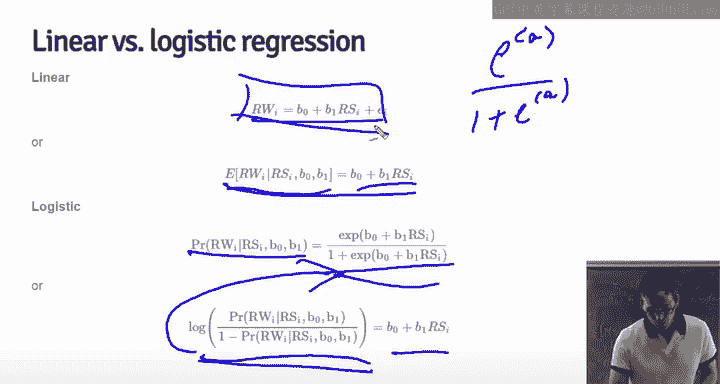 Linear vs. logistic regression
Linear
RW_i = b_0 + b_1 RS_i + e_i
or
E[RW_i | RS_i, b_0, b_1] = b_0 + b_1 RS_i
Logistic
Pr(RW_i | RS_i, b_0, b_1) = exp(b_0 + b_1 RS_i) / (1 + exp(b_0 + b_1 RS_i))
or
log( Pr(RW_i | RS_i, b_0, b_1) / (1 − Pr(RW_i | RS_i, b_0, b_1)) ) = b_0 + b_1 RS_i
e^(a)
1 + e^(a)